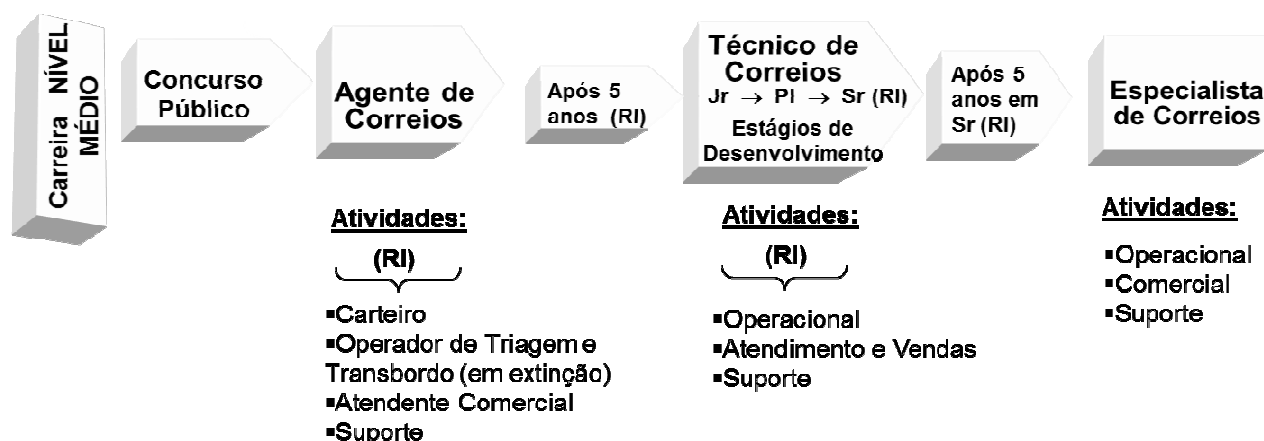 Carreira NÍVEL
MÉDIO
Concurso
Público
Agente de
Correios
Após 5
anos (RI)
Técnico de
Correios
Jr → Pl → Sr (RI)
Estágios de
Desenvolvimento
Após 5
anos em
Sr (RI)
Especialista
de Correios
Atividades:
(RI)
▪Carteiro
▪Operador de Triagem e
Transbordo (em extinção)
▪Atendente Comercial
▪Suporte
Atividades:
(RI)
▪Operacional
▪Atendimento e Vendas
▪Suporte
Atividades:
▪Operacional
▪Comercial
▪Suporte